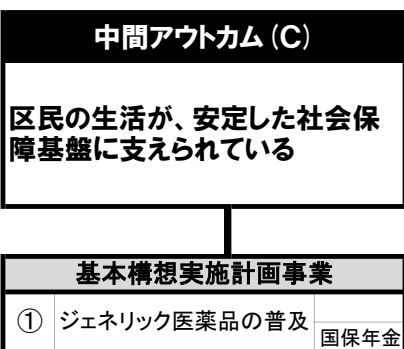 中間アウトカム（C）
区民の生活が、安定した社会保
障基盤に支えられている
基本構想実施計画事業
① ジェネリック医薬品の普及
国保年金